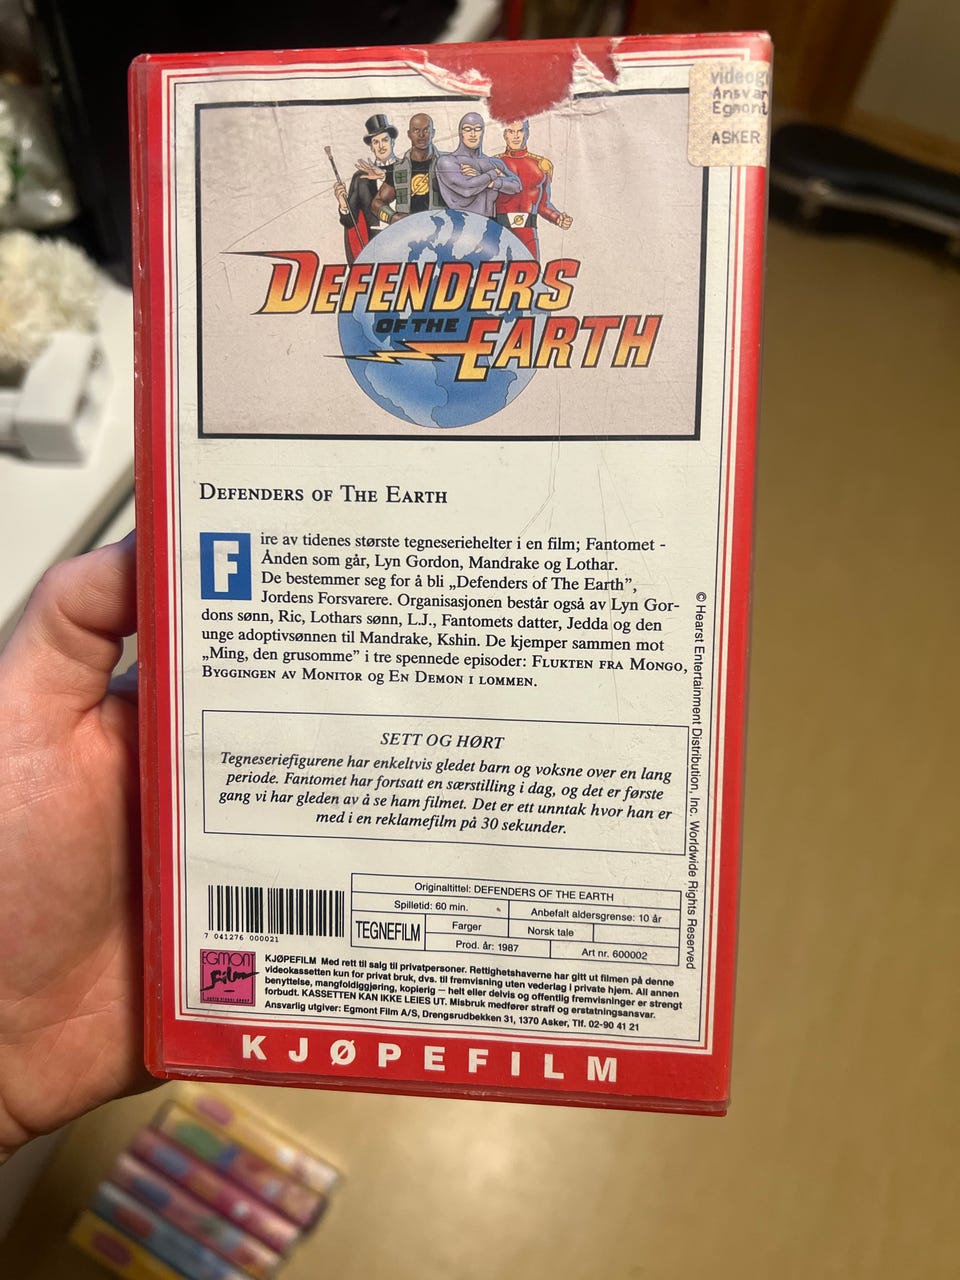 videog
Ansvar
Egmont
ASKER
DEFENDERS
OF THE
EARTH
DEFENDERS OF THE EARTH
Fire av tidenes største tegneseriehelter i en film; Fantomet -
Ånden som går, Lyn Gordon, Mandrake og Lothar.
De bestemmer seg for å bli „Defenders of The Earth”,
Jordens Forsvarere. Organisasjonen består også av Lyn Gor-
dons sønn, Ric, Lothars sønn, L.J., Fantomets datter, Jedda og den
unge adoptivsønnen til Mandrake, Kshin. De kjemper sammen mot
„Ming, den grusomme” i tre spennede episoder: FLUKTEN FRA MONGO,
BYGGINGEN AV MONITOR og EN DEMON I LOMMEN.
© Hearst Entertainment Distribution, Inc. Worldwide Rights Reserved
SETT OG HØRT
Tegneseriefigurene har enkeltvis gledet barn og voksne over en lang
periode. Fantomet har fortsatt en særstilling i dag, og det er første
gang vi har gleden av å se ham filmet. Det er ett unntak hvor han er
med i en reklamefilm på 30 sekunder.
7 041276 000021
Originaltittel: DEFENDERS OF THE EARTH
Spilletid: 60 min.
Anbefalt aldersgrense: 10 år
TEGNEFILM
Farger
Norsk tale
Prod. år: 1987
Art nr. 600002
EGMONT
Film
KJØPEFILM Med rett til salg til privatpersoner. Rettighetshaverne har gitt ut filmen på denne
videokassetten kun for privat bruk, dvs. til fremvisning uten vederlag i private hjem. All annen
benyttelse, mangfoldiggjøring, kopierig – helt eller delvis og offentlig fremvisninger er strengt
forbudt. KASSETTEN KAN IKKE LEIES UT. Misbruk medfører straff og erstatningsansvar.
Ansvarlig utgiver: Egmont Film A/S, Drengsrudbekken 31, 1370 Asker, Tlf. 02-90 41 21
KJØPEFILM